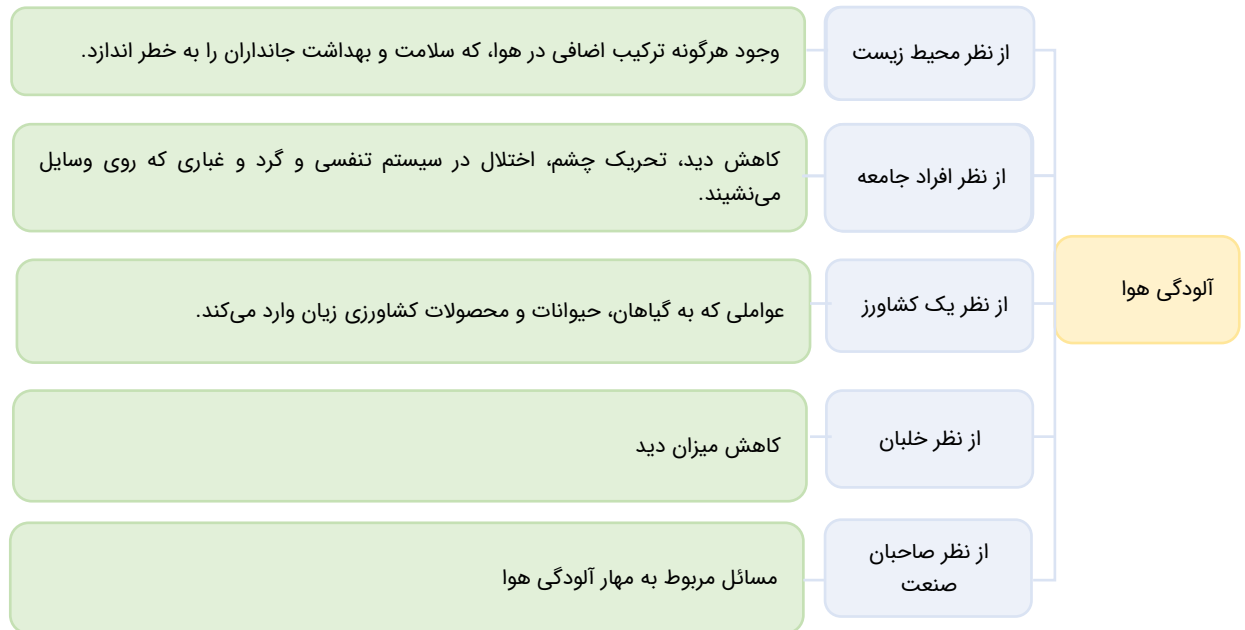 آلودگی هوا
از نظر محیط زیست
وجود هرگونه ترکیب اضافی در هوا، که سلامت و بهداشت جانداران را به خطر اندازد.
از نظر افراد جامعه
کاهش دید، تحریک چشم، اختلال در سیستم تنفسی و گرد و غباری که روی وسایل
می‌نشیند.
از نظر یک کشاورز
عواملی که به گیاهان، حیوانات و محصولات کشاورزی زیان وارد می‌کند.
از نظر خلبان
کاهش میزان دید
از نظر صاحبان
صنعت
مسائل مربوط به مهار آلودگی هوا